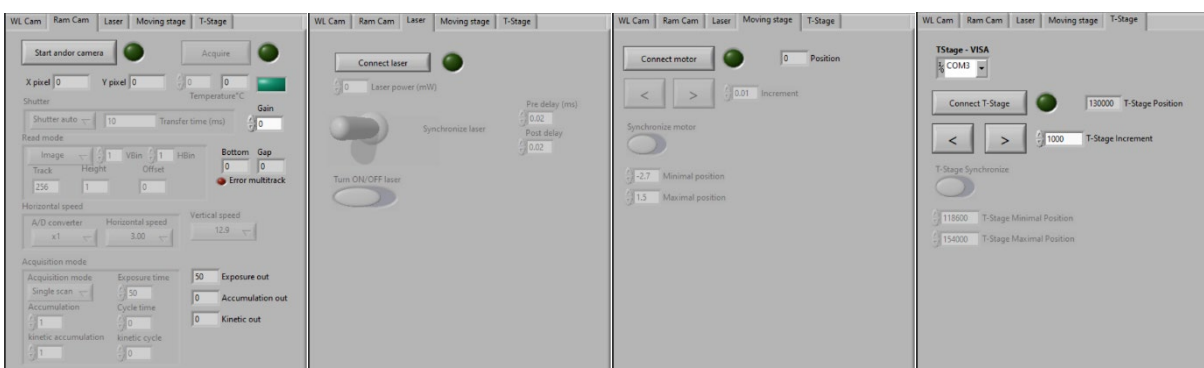 WL Cam Ram Cam Laser Moving stage T-Stage
Start andor camera Acquire
X pixel 0 Y pixel 0 0 0
Temperature°C
Shutter
Gain
Shutter auto 10 Transfer time (ms) 0
Read mode
Image 1 VBin 1 HBin Bottom Gap
Track Height Offset 0 0
256 1 0 Error multitrack
Horizontal speed
A/D converter Horizontal speed Vertical speed
x1 3.00 12.9
Acquisition mode
Acquisition mode Exposure time 50 Exposure out
Single scan 50
Accumulation Cycle time 0 Accumulation out
1 0
kinetic accumulation kinetic cycle 0 Kinetic out
1 0
WL Cam Ram Cam Laser Moving stage T-Stage
Connect laser
0 Laser power (mW)
Pre delay (ms)
0.02
Synchronize laser
Post delay
0.02
Turn ON/OFF laser
WL Cam Ram Cam Laser Moving stage T-Stage
Connect motor 0 Position
< > 0.01 Increment
Synchronize motor
-2.7 Minimal position
1.5 Maximal position
WL Cam Ram Cam Laser Moving stage T-Stage
TStage - VISA
COM3
Connect T-Stage 130000 T-Stage Position
< > 1000 T-Stage Increment
T-Stage Synchronize
118600 T-Stage Minimal Position
154000 T-Stage Maximal Position